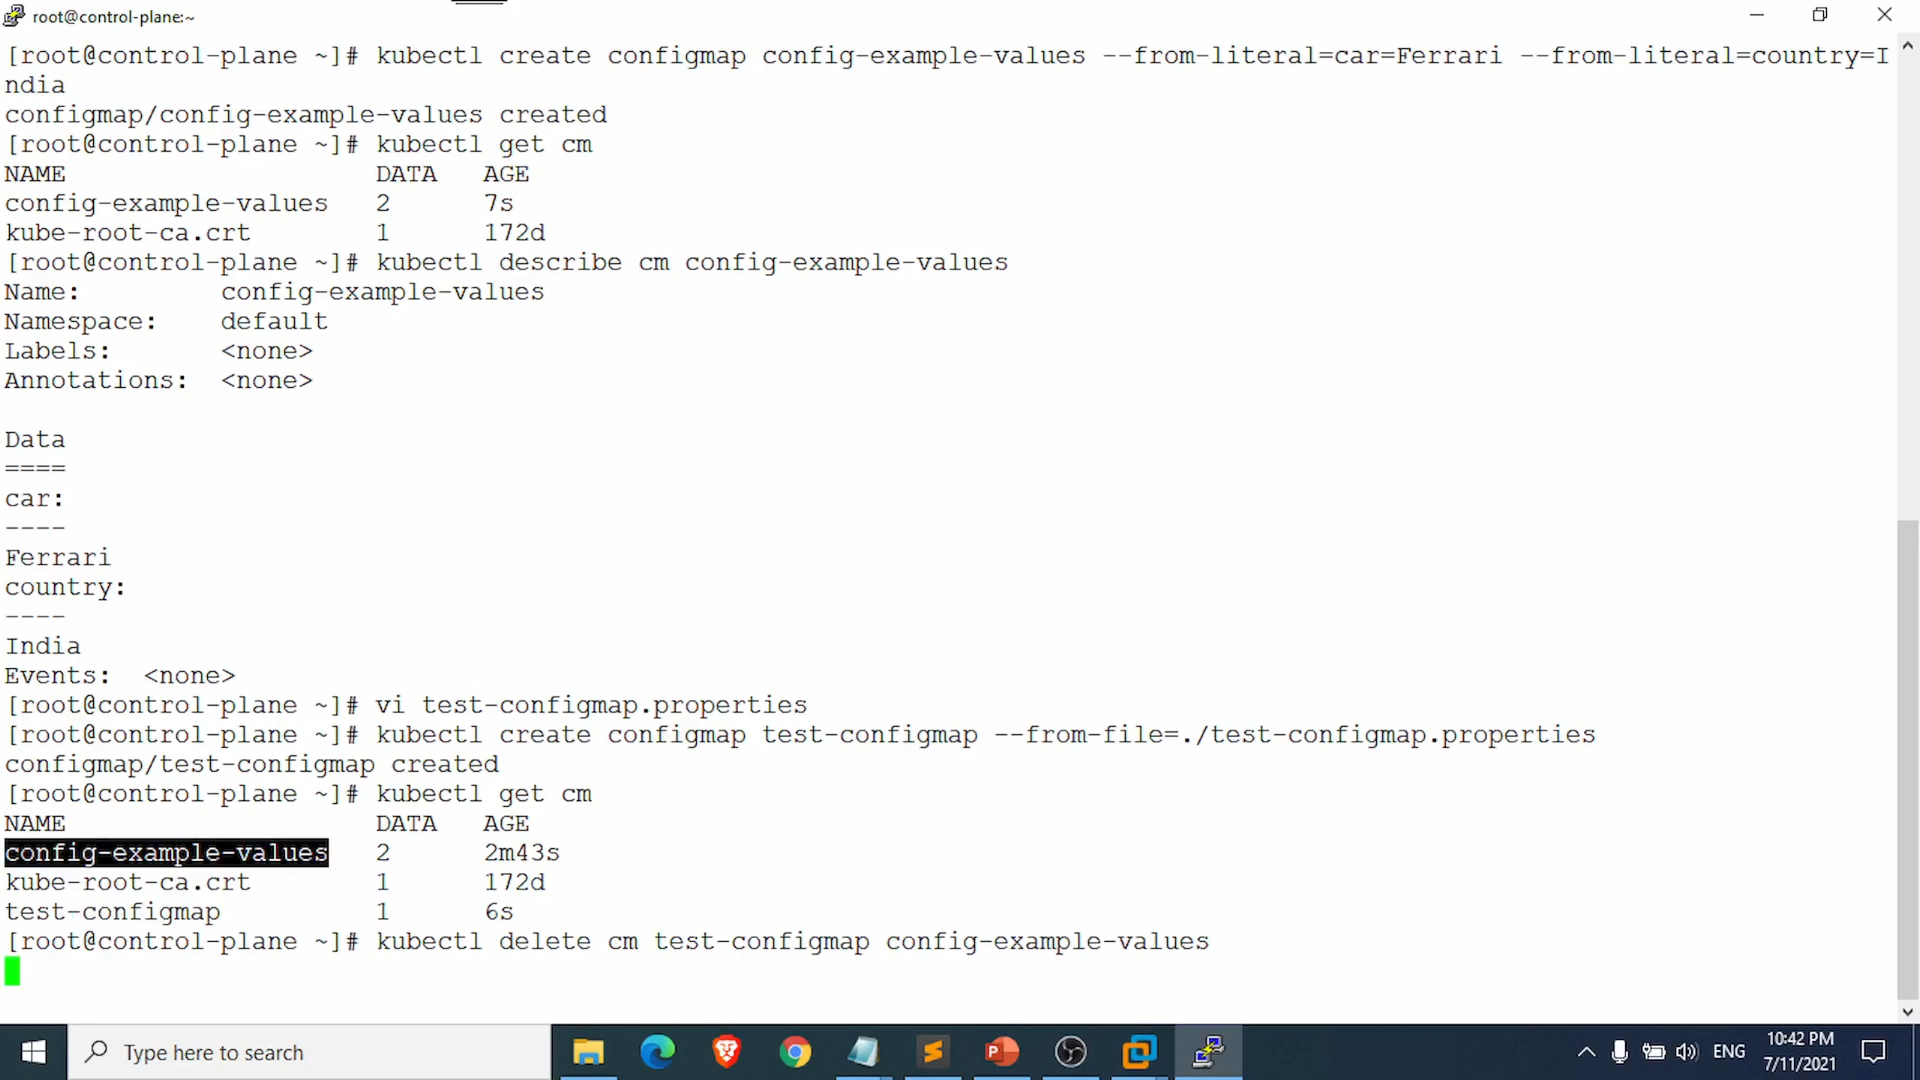 root@control-plane:~
[root@control-plane ~]# kubectl create configmap config-example-values --from-literal=car=Ferrari --from-literal=country=I
ndia
configmap/config-example-values created
[root@control-plane ~]# kubectl get cm
NAME                    DATA   AGE
config-example-values   2      7s
kube-root-ca.crt        1      172d
[root@control-plane ~]# kubectl describe cm config-example-values
Name:         config-example-values
Namespace:    default
Labels:       <none>
Annotations:  <none>
Data
====
car:
----
Ferrari
country:
----
India
Events:  <none>
[root@control-plane ~]# vi test-configmap.properties
[root@control-plane ~]# kubectl create configmap test-configmap --from-file=./test-configmap.properties
configmap/test-configmap created
[root@control-plane ~]# kubectl get cm
NAME                    DATA   AGE
config-example-values   2      2m43s
kube-root-ca.crt        1      172d
test-configmap          1      6s
[root@control-plane ~]# kubectl delete cm test-configmap config-example-values
Type here to search
ENG
10:42 PM
7/11/2021